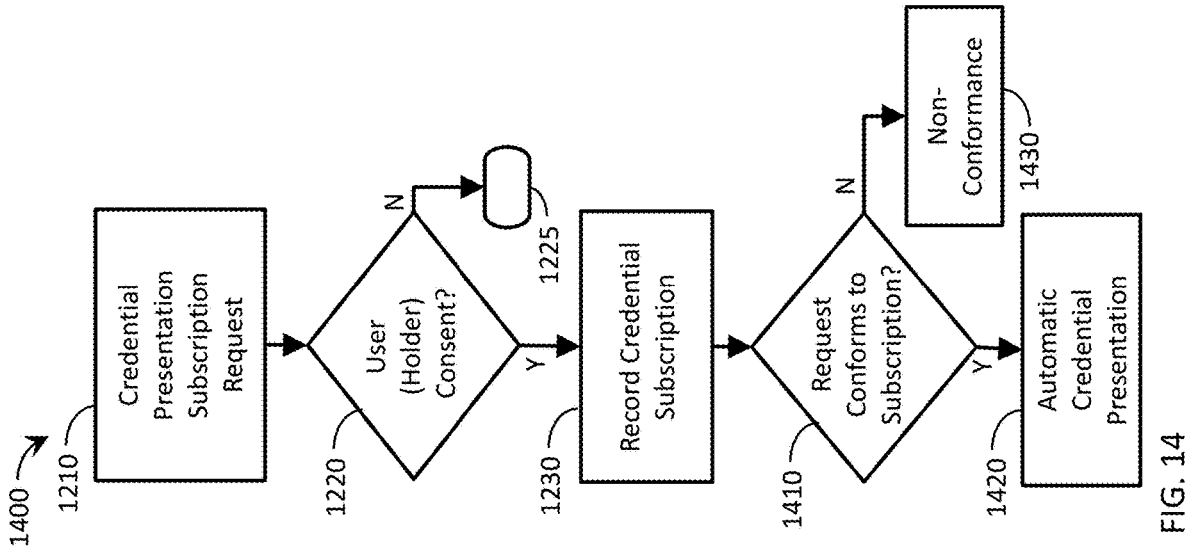 1400
1210
Credential
Presentation
Subscription
Request
1220
User
(Holder)
Consent?
N
1225
Y
1230
Record Credential
Subscription
1410
Request
Conforms to
Subscription?
N
Non-
Conformance
1430
Y
1420
Automatic
Credential
Presentation
FIG. 14